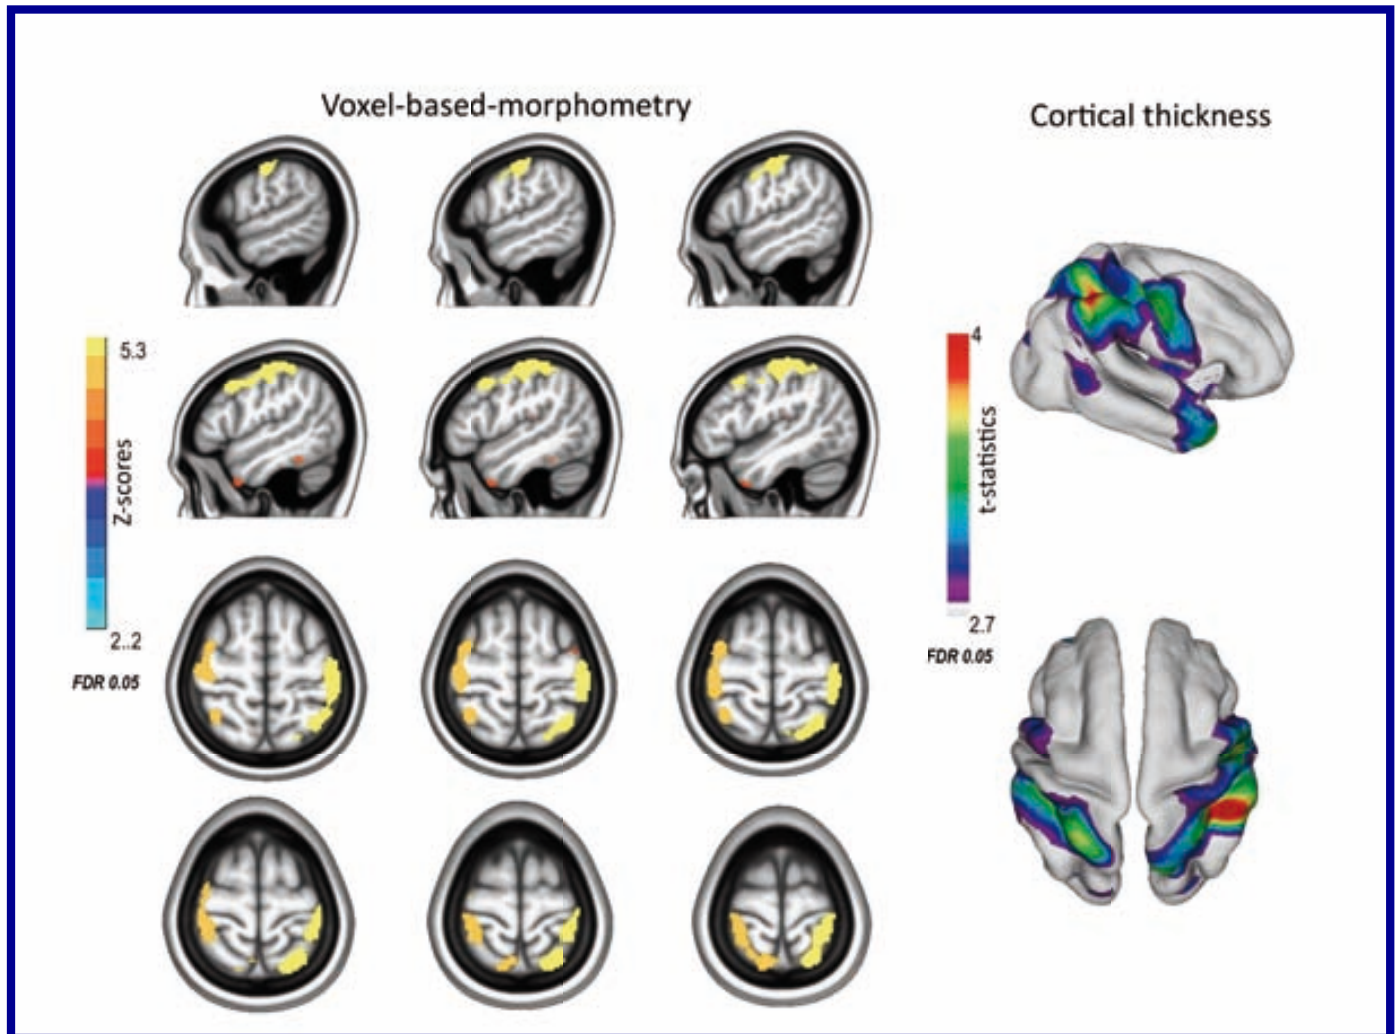 Voxel-based-morphometry
Cortical thickness
5.3
Z-scores
2..2
FDR 0.05
4
t-statistics
2.7
FDR 0.05